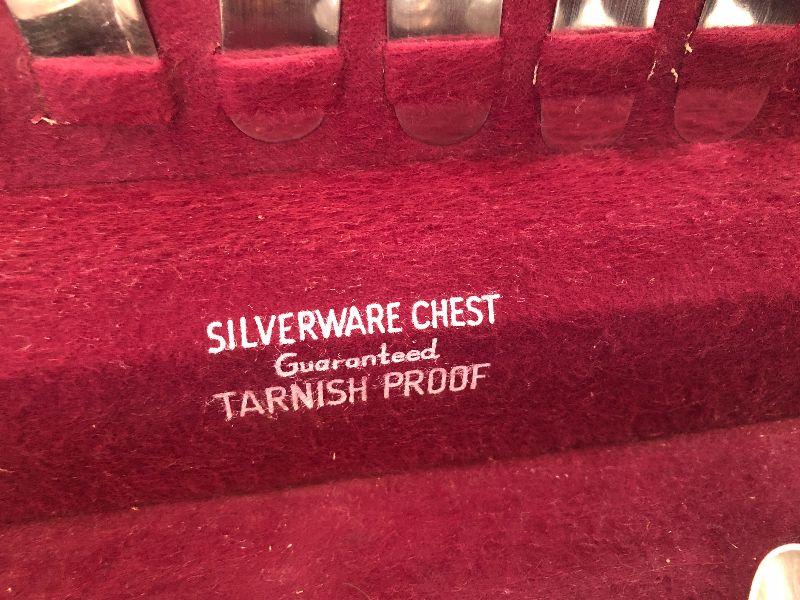 SILVERWARE CHEST
Guaranteed
TARNISH PROOF